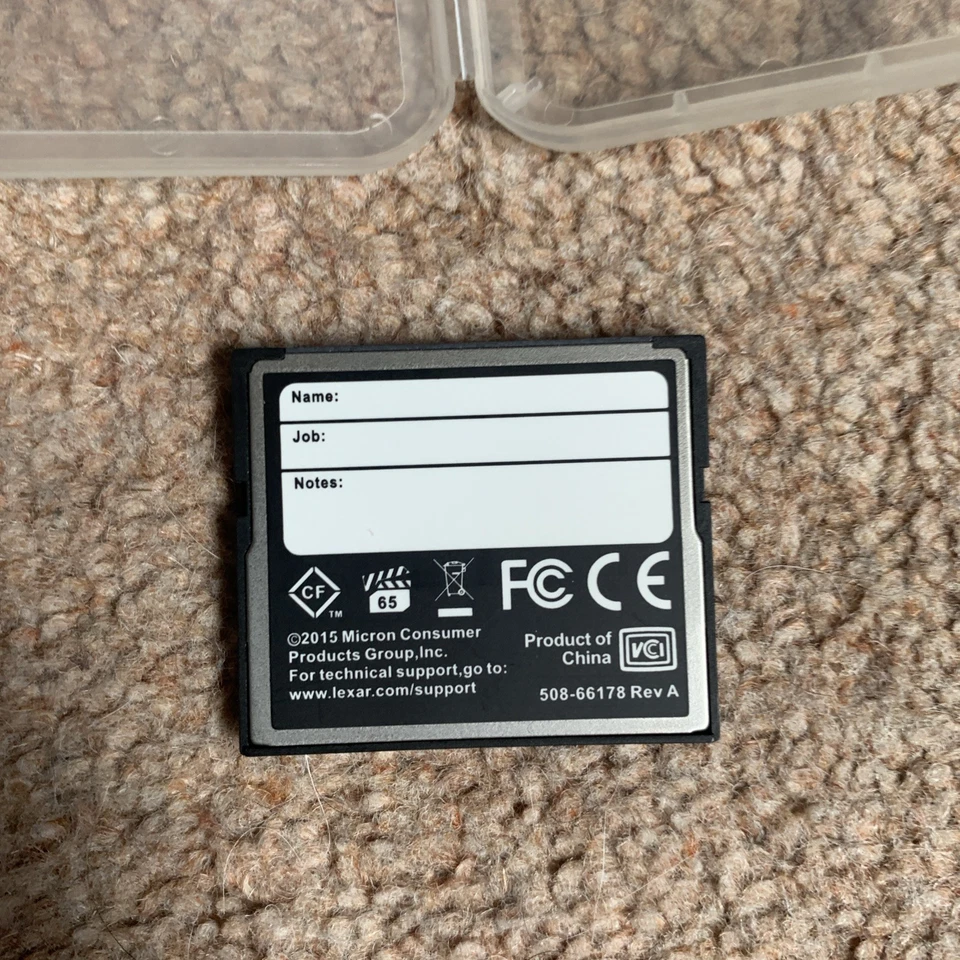 Name:
Job:
Notes:
CF
TM
65
FC CE
©2015 Micron Consumer
Products Group,Inc.
For technical support,go to:
www.lexar.com/support
Product of
China
VCI
508-66178 Rev A